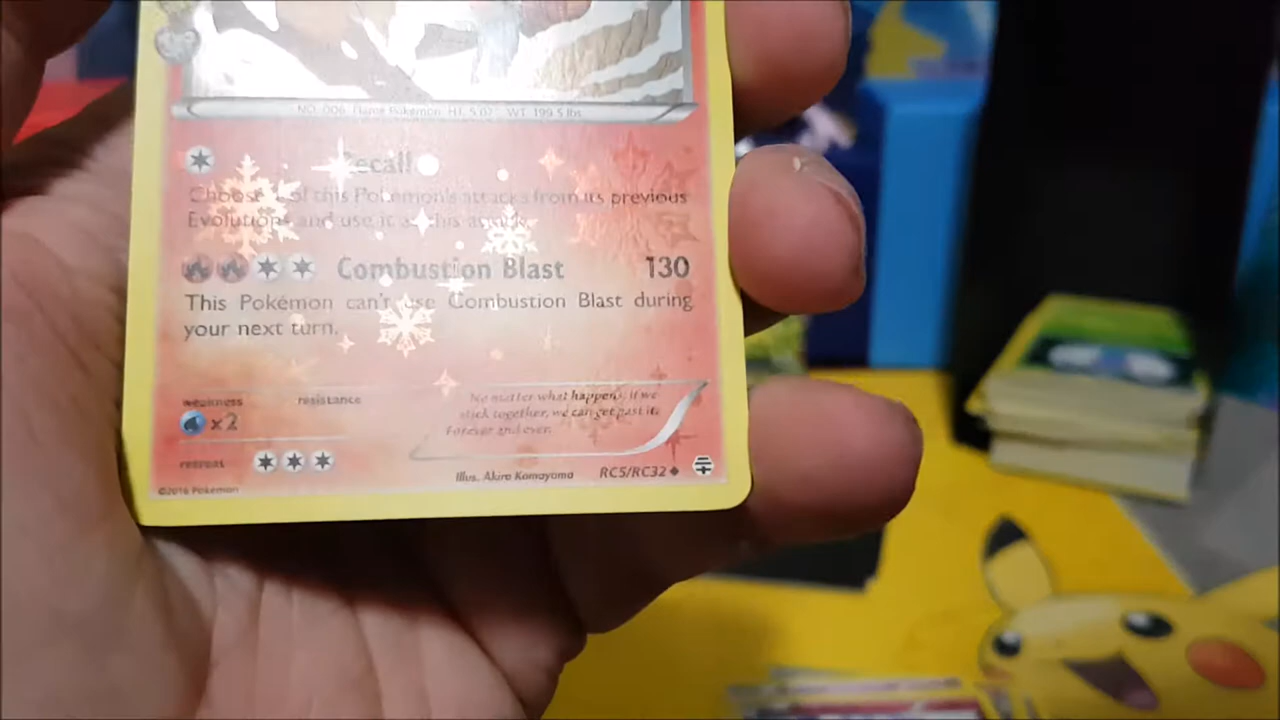 NO. 006 Flame Pokémon HT. 5'07" WT. 199.5 lbs
Recall
Choose 1 of this Pokémon's attacks from its previous
Evolutions and use it as this attack.
Combustion Blast 130
This Pokémon can't use Combustion Blast during
your next turn.
weakness resistance
x2
No matter what happens, if we
stick together, we can get past it.
Forever and ever.
retreat
Illus. Akira Komayama RC5/RC32
©2016 Pokémon